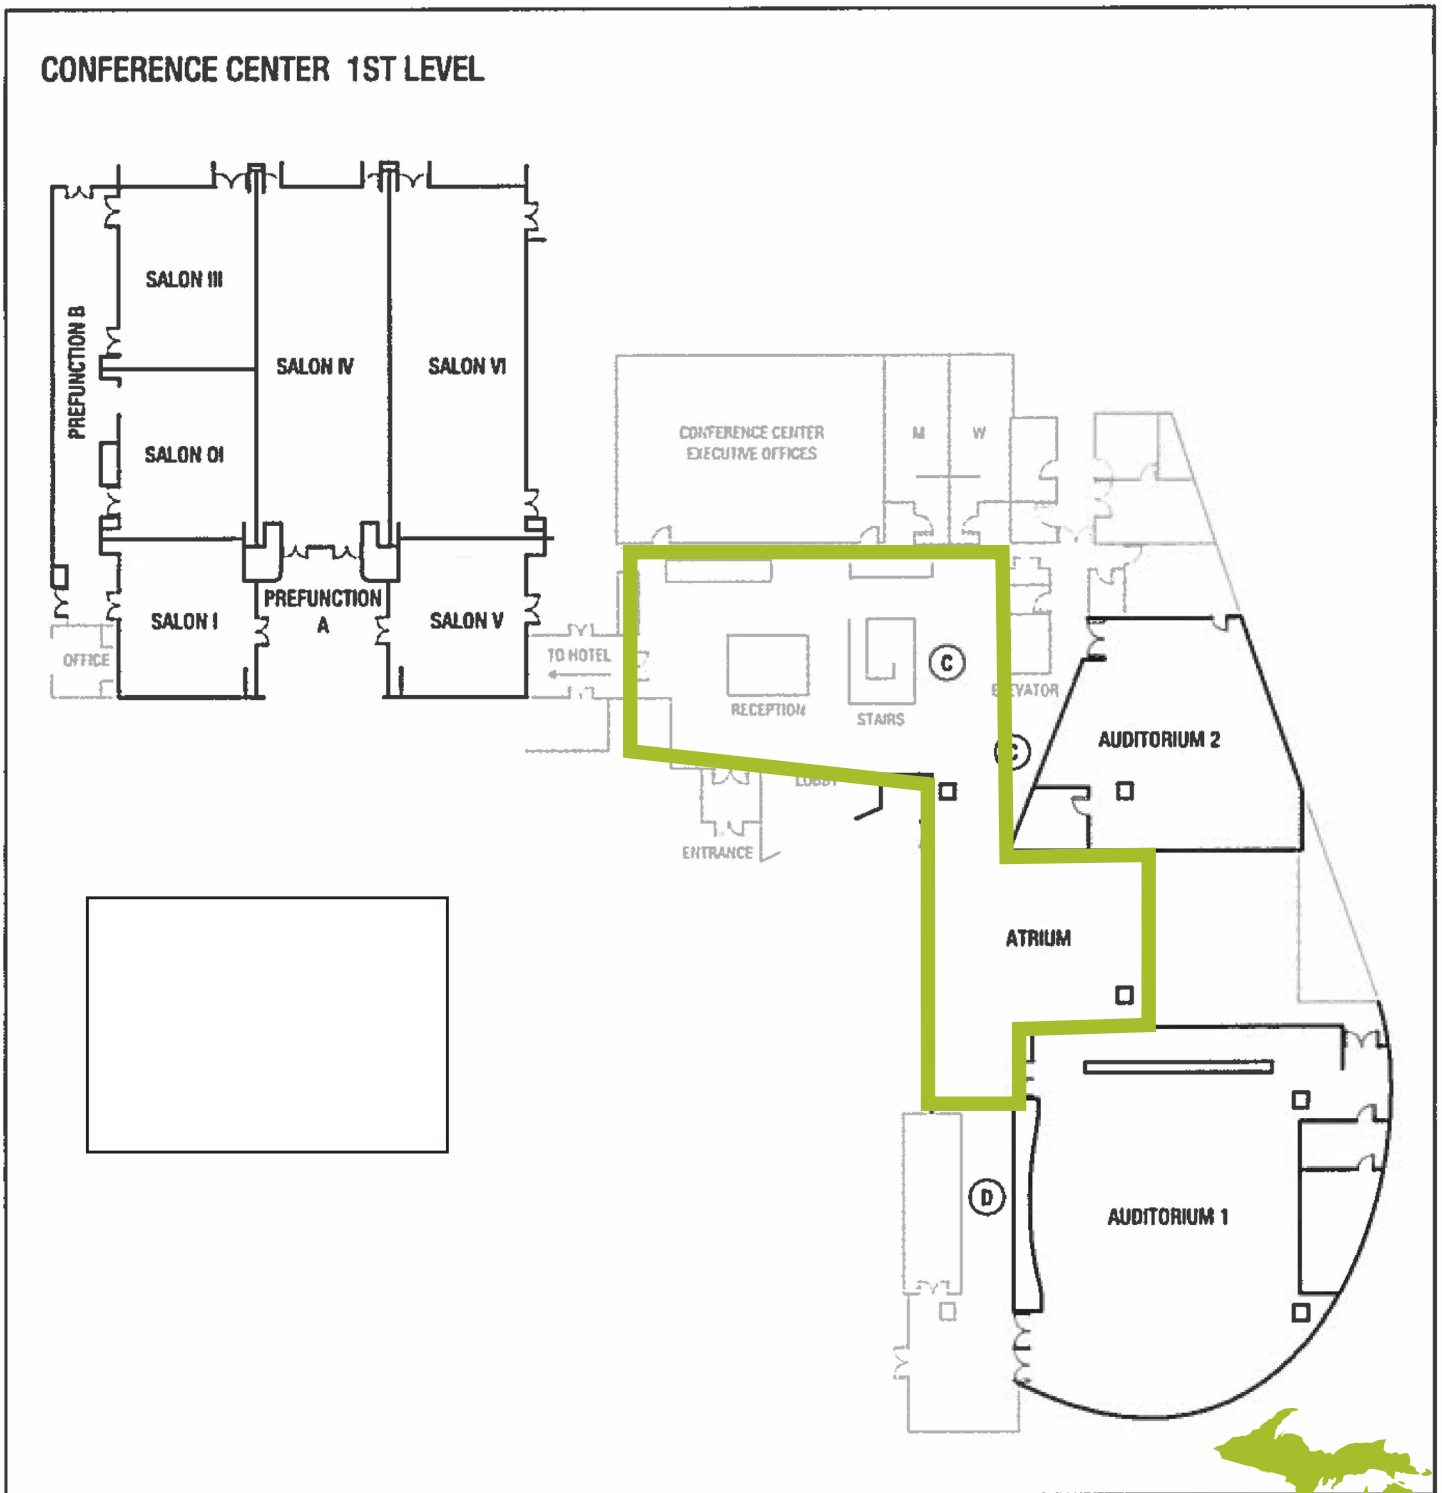 CONFERENCE CENTER 1ST LEVEL
SALON III
PREFUNCTION B
SALON IV
SALON VI
CONFERENCE CENTER
EXECUTIVE OFFICES
M
W
SALON OI
PREFUNCTION
A
SALON I
SALON V
OFFICE
TO HOTEL
C
RECEPTION
STAIRS
ELEVATOR
C
AUDITORIUM 2
LOBBY
ENTRANCE
ATRIUM
D
AUDITORIUM 1